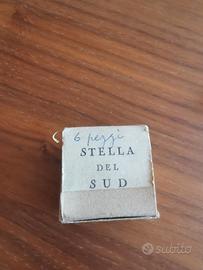 6 pezzi
STELLA
DEL
SUD
subito